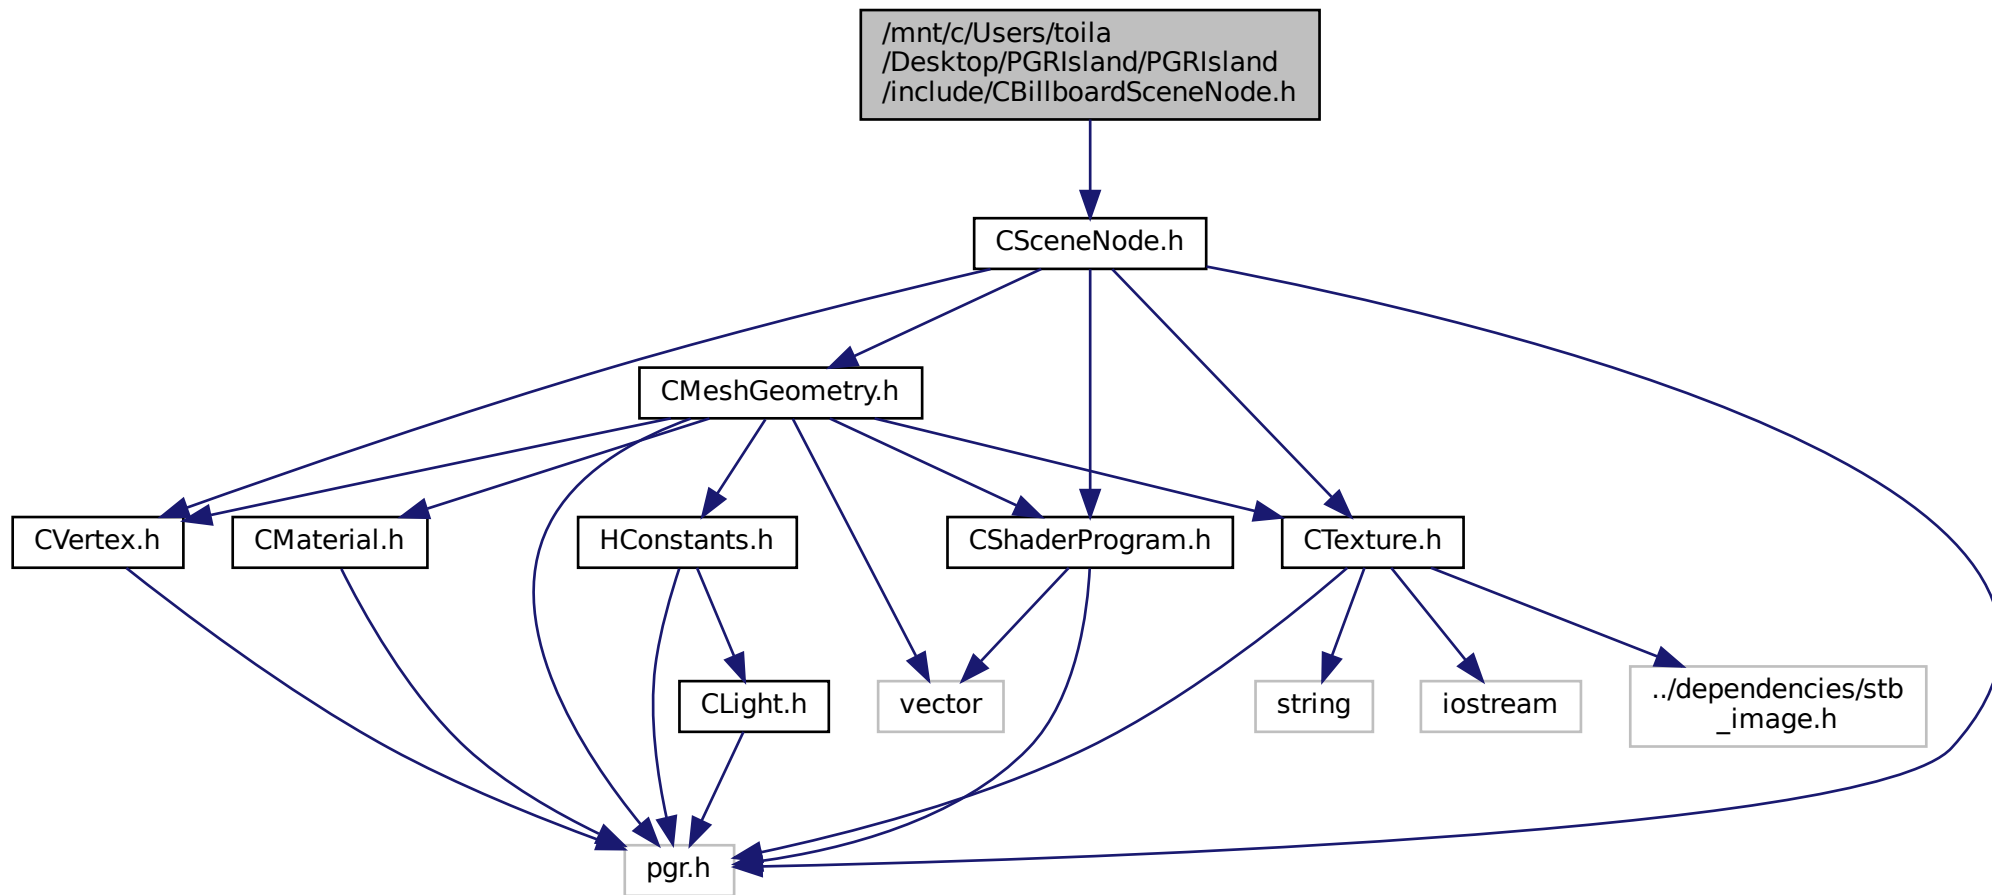 /mnt/c/Users/toila
/Desktop/PGRIsland/PGRIsland
/include/CBillboardSceneNode.h
CSceneNode.h
CMeshGeometry.h
CVertex.h
CMaterial.h
HConstants.h
CShaderProgram.h
CTexture.h
CLight.h
vector
string
iostream
../dependencies/stb
_image.h
pgr.h